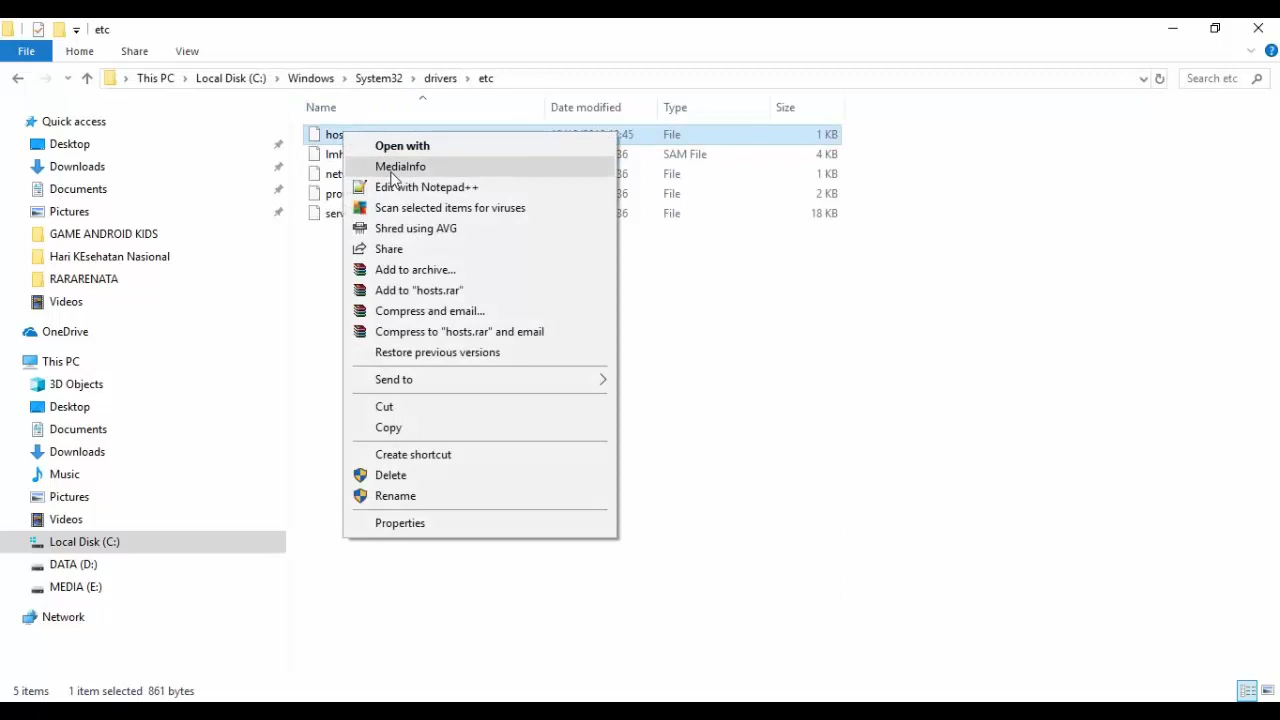 etc
File Home Share View
This PC Local Disk (C:) Windows System32 drivers etc Search etc
Name Date modified Type Size
File 1 KB
SAM File 4 KB
File 1 KB
File 2 KB
File 18 KB
Quick access
Desktop
Downloads
Documents
Pictures
GAME ANDROID KIDS
Hari KEsehatan Nasional
RARARENATA
Videos
OneDrive
This PC
3D Objects
Desktop
Documents
Downloads
Music
Pictures
Videos
Local Disk (C:)
DATA (D:)
MEDIA (E:)
Network
Open with
MediaInfo
Edit with Notepad++
Scan selected items for viruses
Shred using AVG
Share
Add to archive...
Add to "hosts.rar"
Compress and email...
Compress to "hosts.rar" and email
Restore previous versions
Send to
Cut
Copy
Create shortcut
Delete
Rename
Properties
5 items 1 item selected 861 bytes